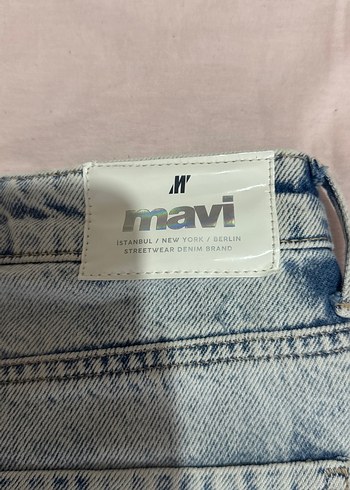 M
mavi
ISTANBUL / NEW YORK / BERLIN
STREETWEAR DENIM BRAND